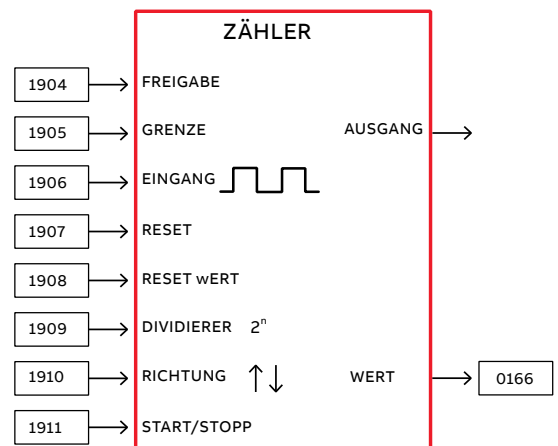 ZÄHLER
1904 FREIGABE
1905 GRENZE AUSGANG
1906 EINGANG
1907 RESET
1908 RESET wERT
1909 DIVIDIERER 2ⁿ
1910 RICHTUNG ↑↓ WERT 0166
1911 START/STOPP